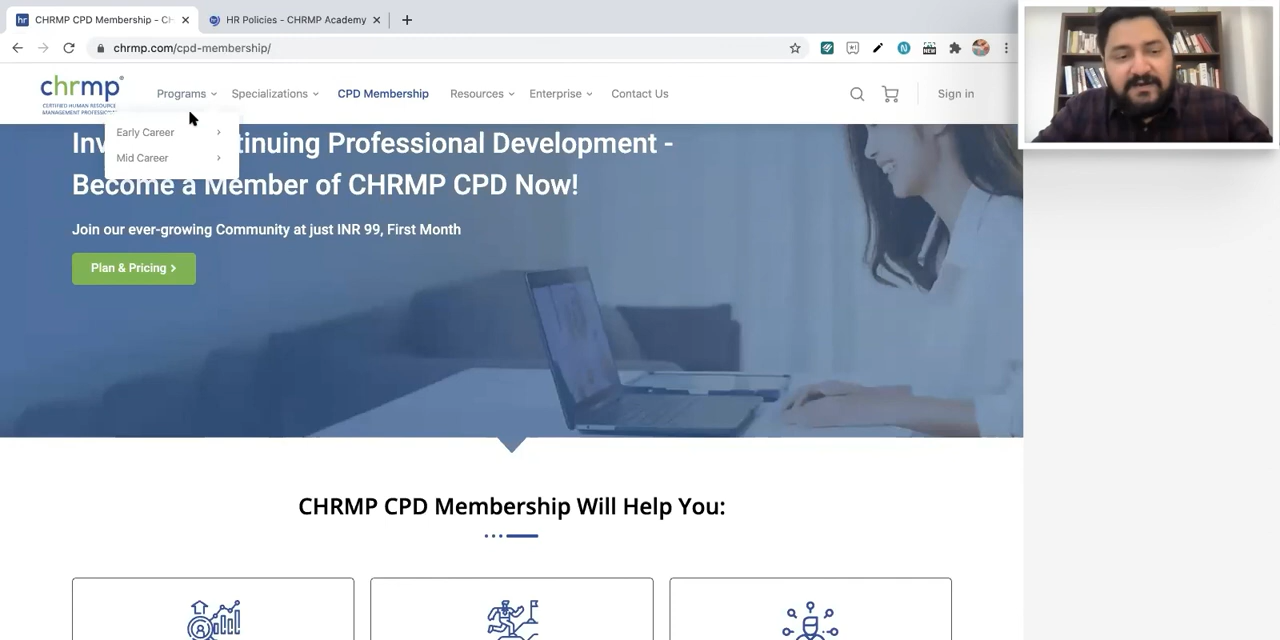 CHRMP CPD Membership - CH
HR Policies - CHRMP Academy
chrmp.com/cpd-membership/
NEW
chrmp
CERTIFIED HUMAN RESOURCE
MANAGEMENT PROFESSIONAL
Programs
Specializations
CPD Membership
Resources
Enterprise
Contact Us
Sign in
Early Career
Mid Career
Inv tinuing Professional Development -
Become a Member of CHRMP CPD Now!
Join our ever-growing Community at just INR 99, First Month
Plan & Pricing
CHRMP CPD Membership Will Help You: